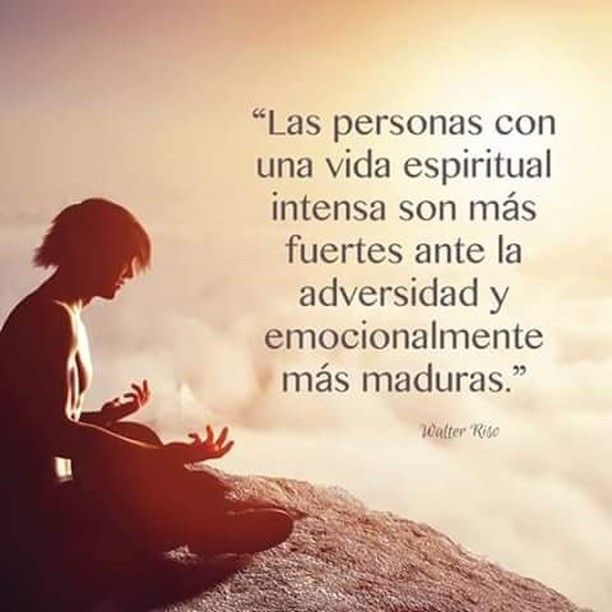 “Las personas con
una vida espiritual
intensa son más
fuertes ante la
adversidad y
emocionalmente
más maduras.”
Walter Riso